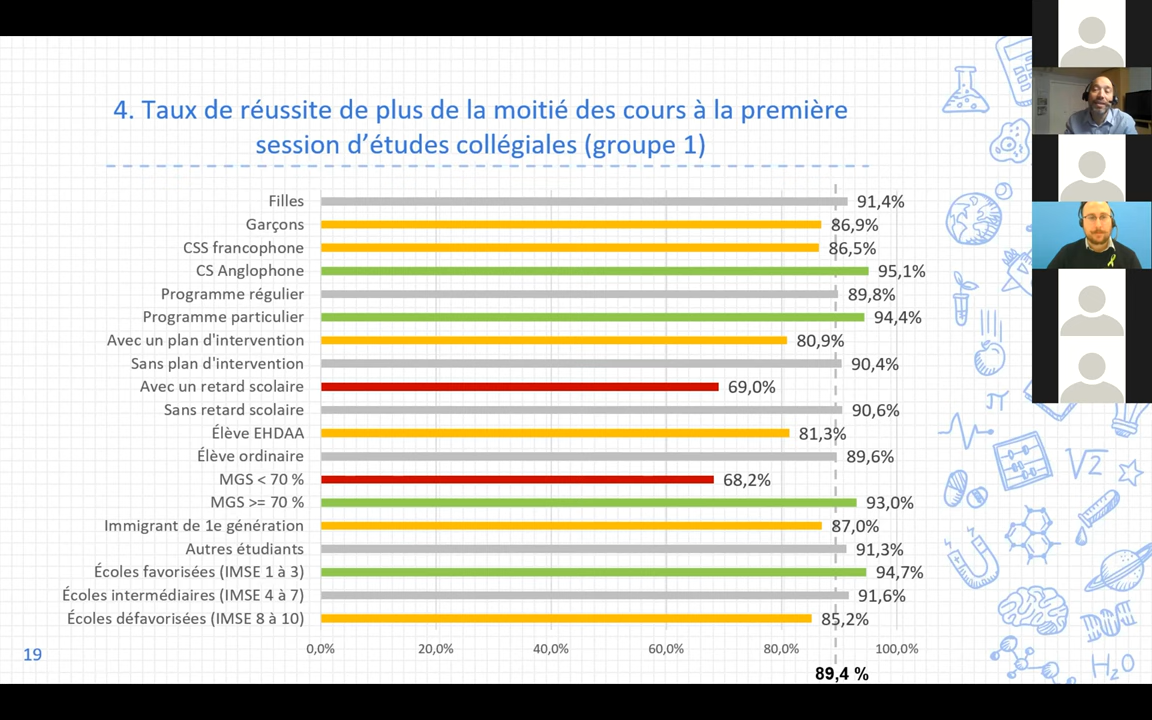 4. Taux de réussite de plus de la moitié des cours à la première
session d'études collégiales (groupe 1)
Filles 91,4%
Garçons 86,9%
CSS francophone 86,5%
CS Anglophone 95,1%
Programme régulier 89,8%
Programme particulier 94,4%
Avec un plan d'intervention 80,9%
Sans plan d'intervention 90,4%
Avec un retard scolaire 69,0%
Sans retard scolaire 90,6%
Élève EHDAA 81,3%
Élève ordinaire 89,6%
MGS < 70 % 68,2%
MGS >= 70 % 93,0%
Immigrant de 1e génération 87,0%
Autres étudiants 91,3%
Écoles favorisées (IMSE 1 à 3) 94,7%
Écoles intermédiaires (IMSE 4 à 7) 91,6%
Écoles défavorisées (IMSE 8 à 10) 85,2%
0,0% 20,0% 40,0% 60,0% 80,0% 100,0%
89,4 %
19
π
√2
H₂O